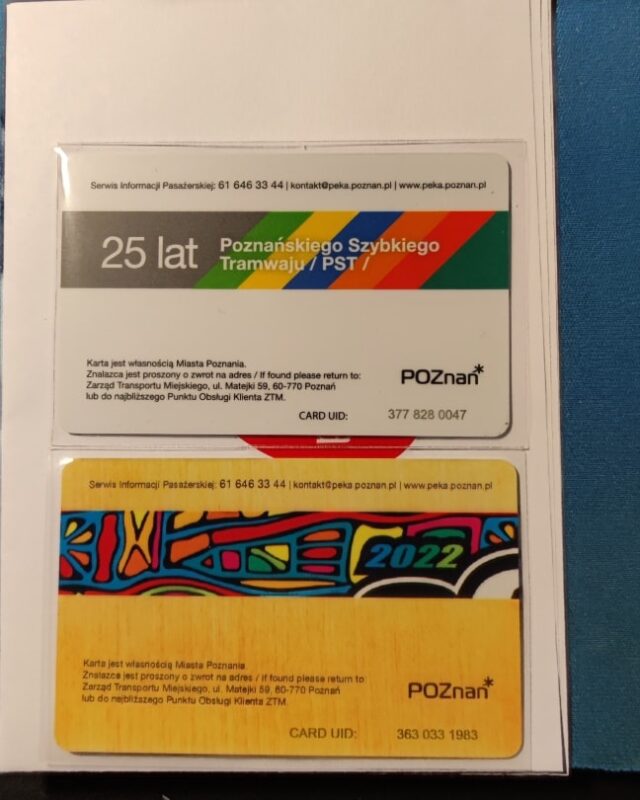 Serwis Informacji Pasażerskiej: 61 646 33 44 | kontakt@peka.poznan.pl | www.peka.poznan.pl
25 lat Poznańskiego Szybkiego
Tramwaju / PST /
Karta jest własnością Miasta Poznania.
Znalazca jest proszony o zwrot na adres / If found please return to:
Zarząd Transportu Miejskiego, ul. Matejki 59, 60-770 Poznań
lub do najbliższego Punktu Obsługi Klienta ZTM.
POZnan*
CARD UID: 377 828 0047
Serwis Informacji Pasażerskiej: 61 646 33 44 | kontakt@peka.poznan.pl | www.peka.poznan.pl
2022
Karta jest własnością Miasta Poznania.
Znalazca jest proszony o zwrot na adres / If found please return to:
Zarząd Transportu Miejskiego, ul. Matejki 59, 60-770 Poznań
lub do najbliższego Punktu Obsługi Klienta ZTM.
POZnan*
CARD UID: 363 033 1983